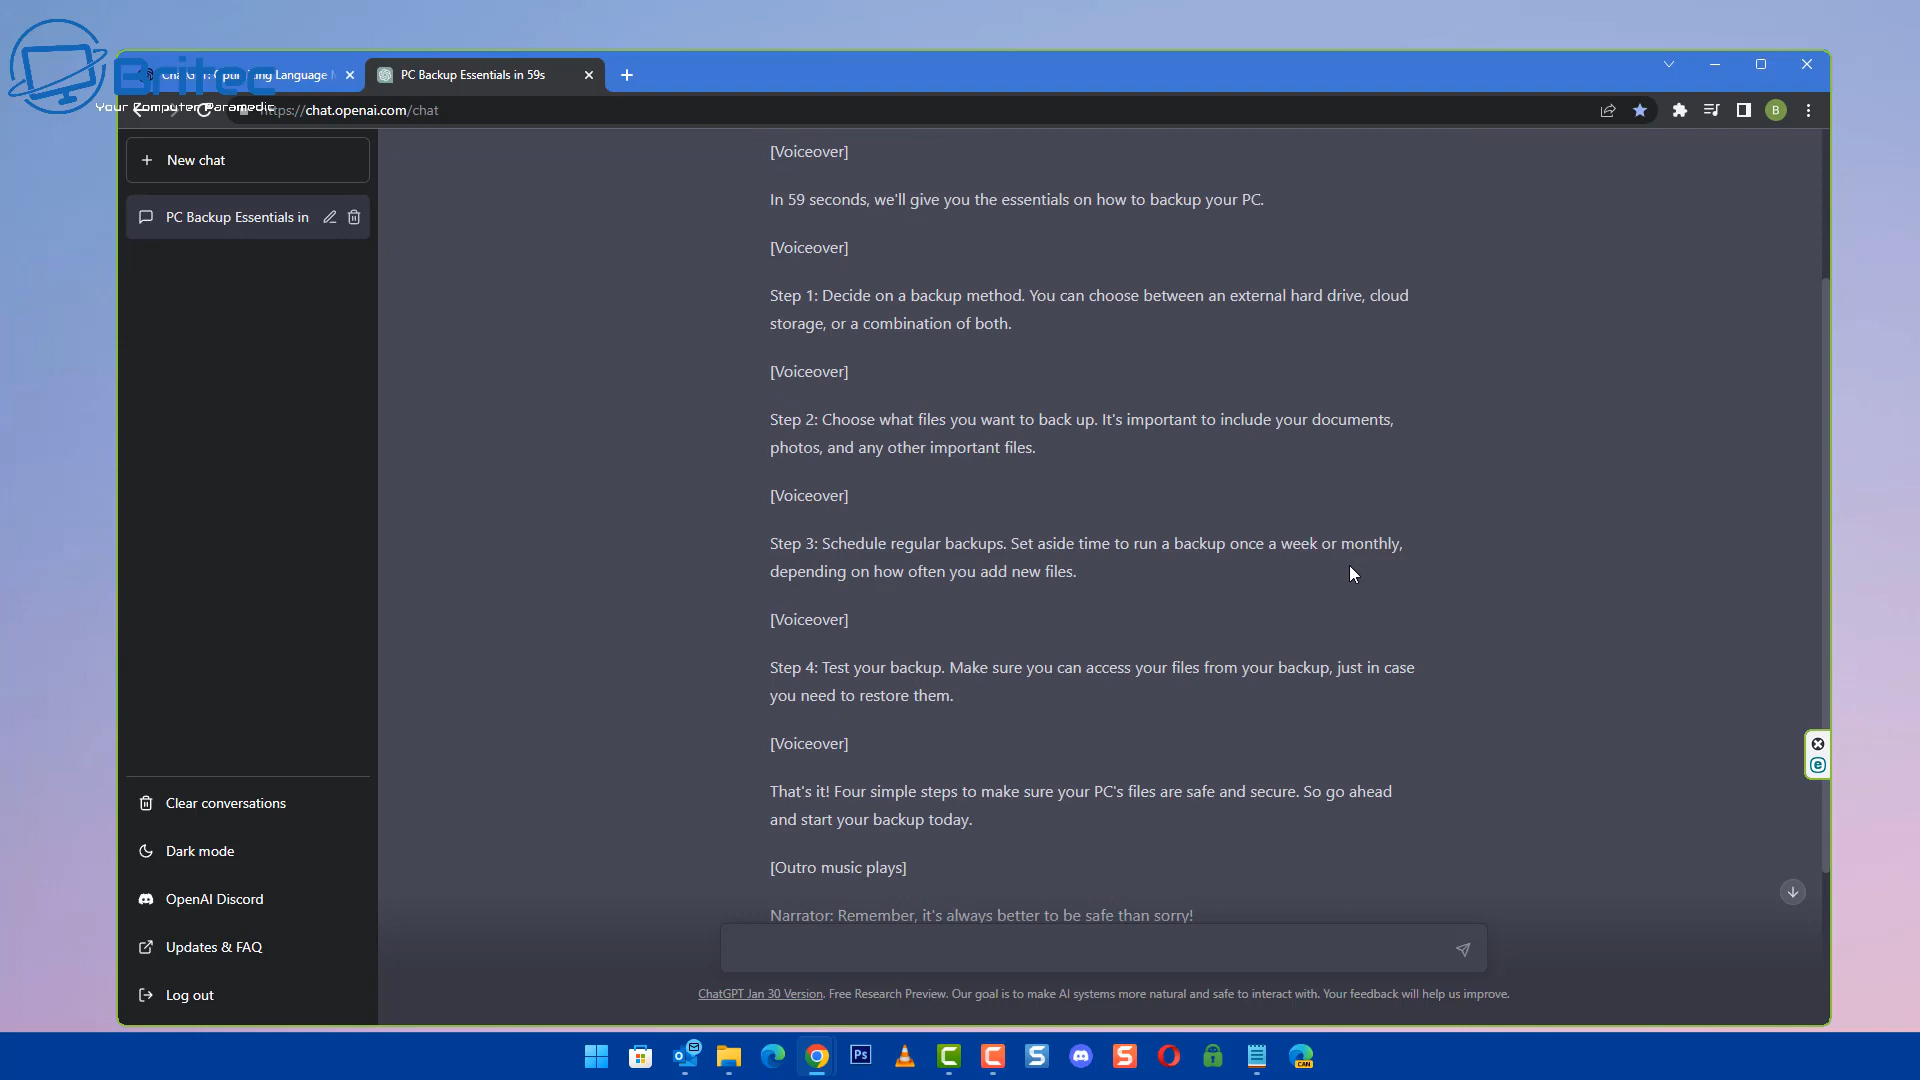 Britec
Your Computer Paramedic
Language
PC Backup Essentials in 59s
https://chat.openai.com/chat
B
New chat
PC Backup Essentials in
[Voiceover]
In 59 seconds, we'll give you the essentials on how to backup your PC.
[Voiceover]
Step 1: Decide on a backup method. You can choose between an external hard drive, cloud
storage, or a combination of both.
[Voiceover]
Step 2: Choose what files you want to back up. It's important to include your documents,
photos, and any other important files.
[Voiceover]
Step 3: Schedule regular backups. Set aside time to run a backup once a week or monthly,
depending on how often you add new files.
[Voiceover]
Step 4: Test your backup. Make sure you can access your files from your backup, just in case
you need to restore them.
[Voiceover]
That's it! Four simple steps to make sure your PC's files are safe and secure. So go ahead
and start your backup today.
[Outro music plays]
Narrator: Remember, it's always better to be safe than sorry!
Clear conversations
Dark mode
OpenAI Discord
Updates & FAQ
Log out
ChatGPT Jan 30 Version. Free Research Preview. Our goal is to make AI systems more natural and safe to interact with. Your feedback will help us improve.
Ps
CAN